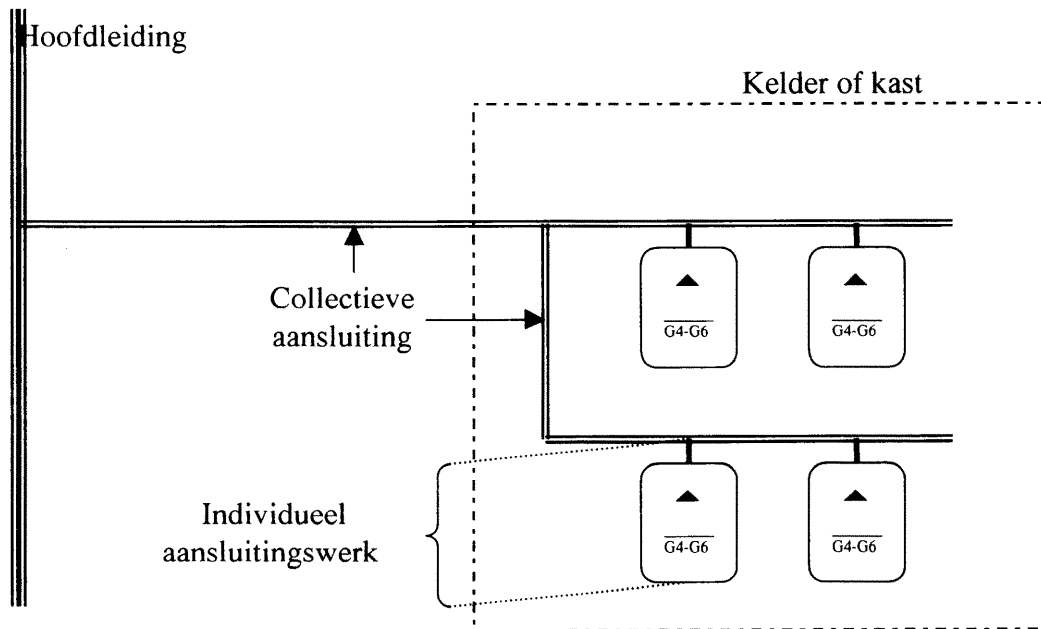 Hoofdleiding
Kelder of kast
Collectieve
aansluiting
G4-G6
G4-G6
Individueel
aansluitingswerk
G4-G6
G4-G6